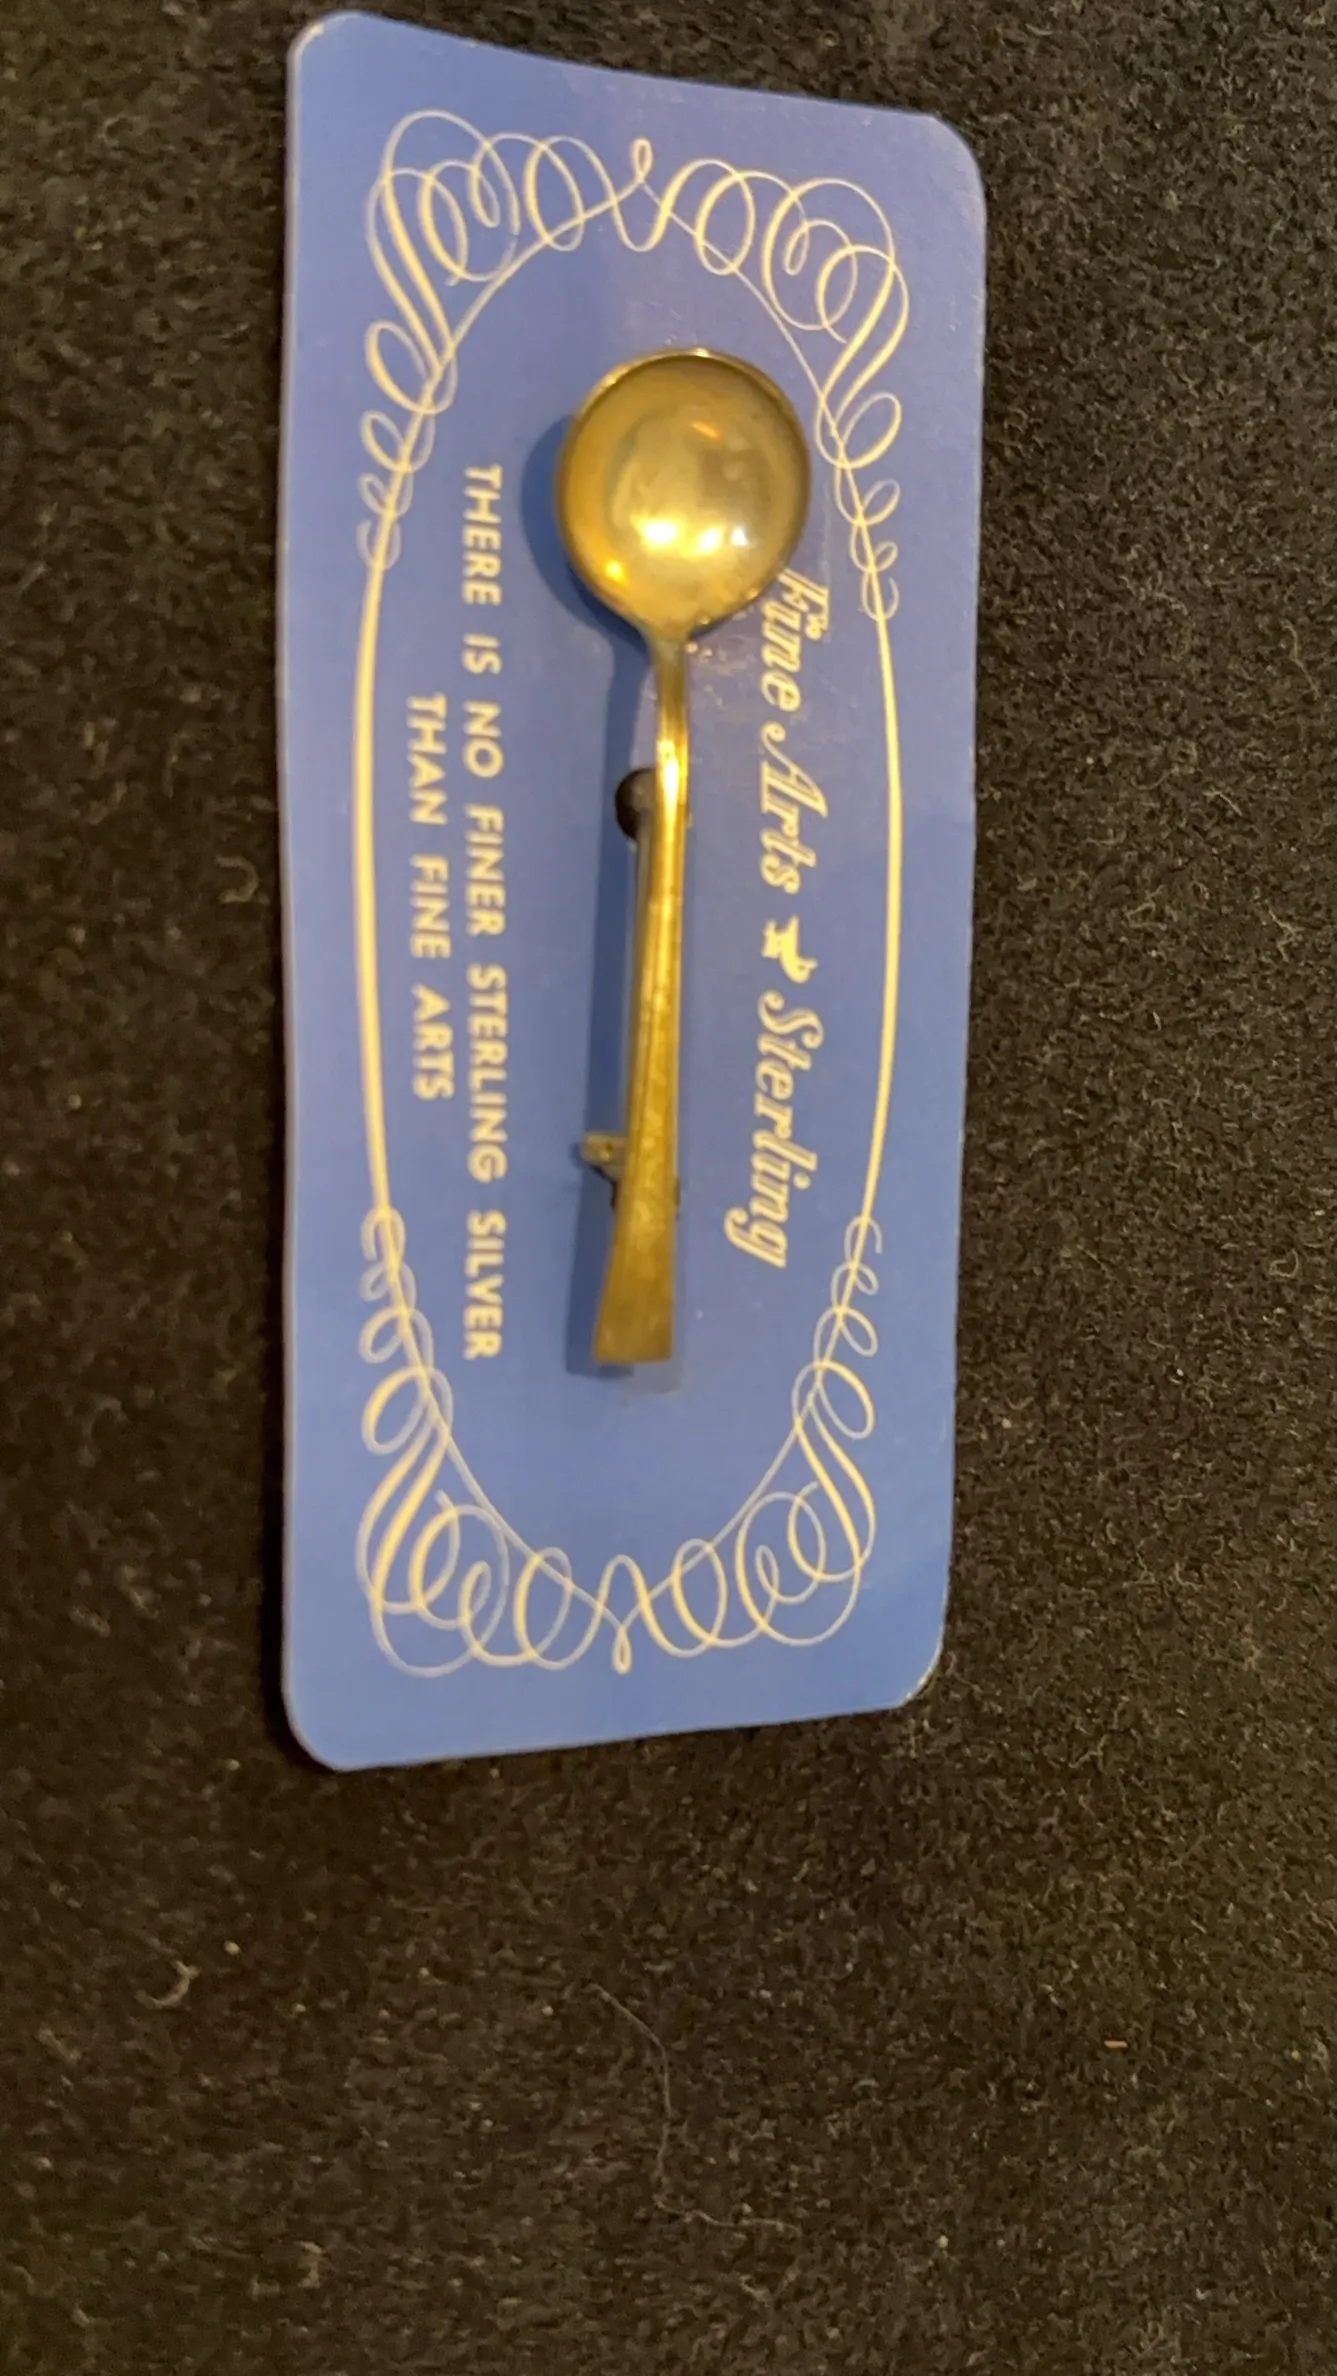 Fine Arts Sterling
THERE IS NO FINER STERLING SILVER
THAN FINE ARTS